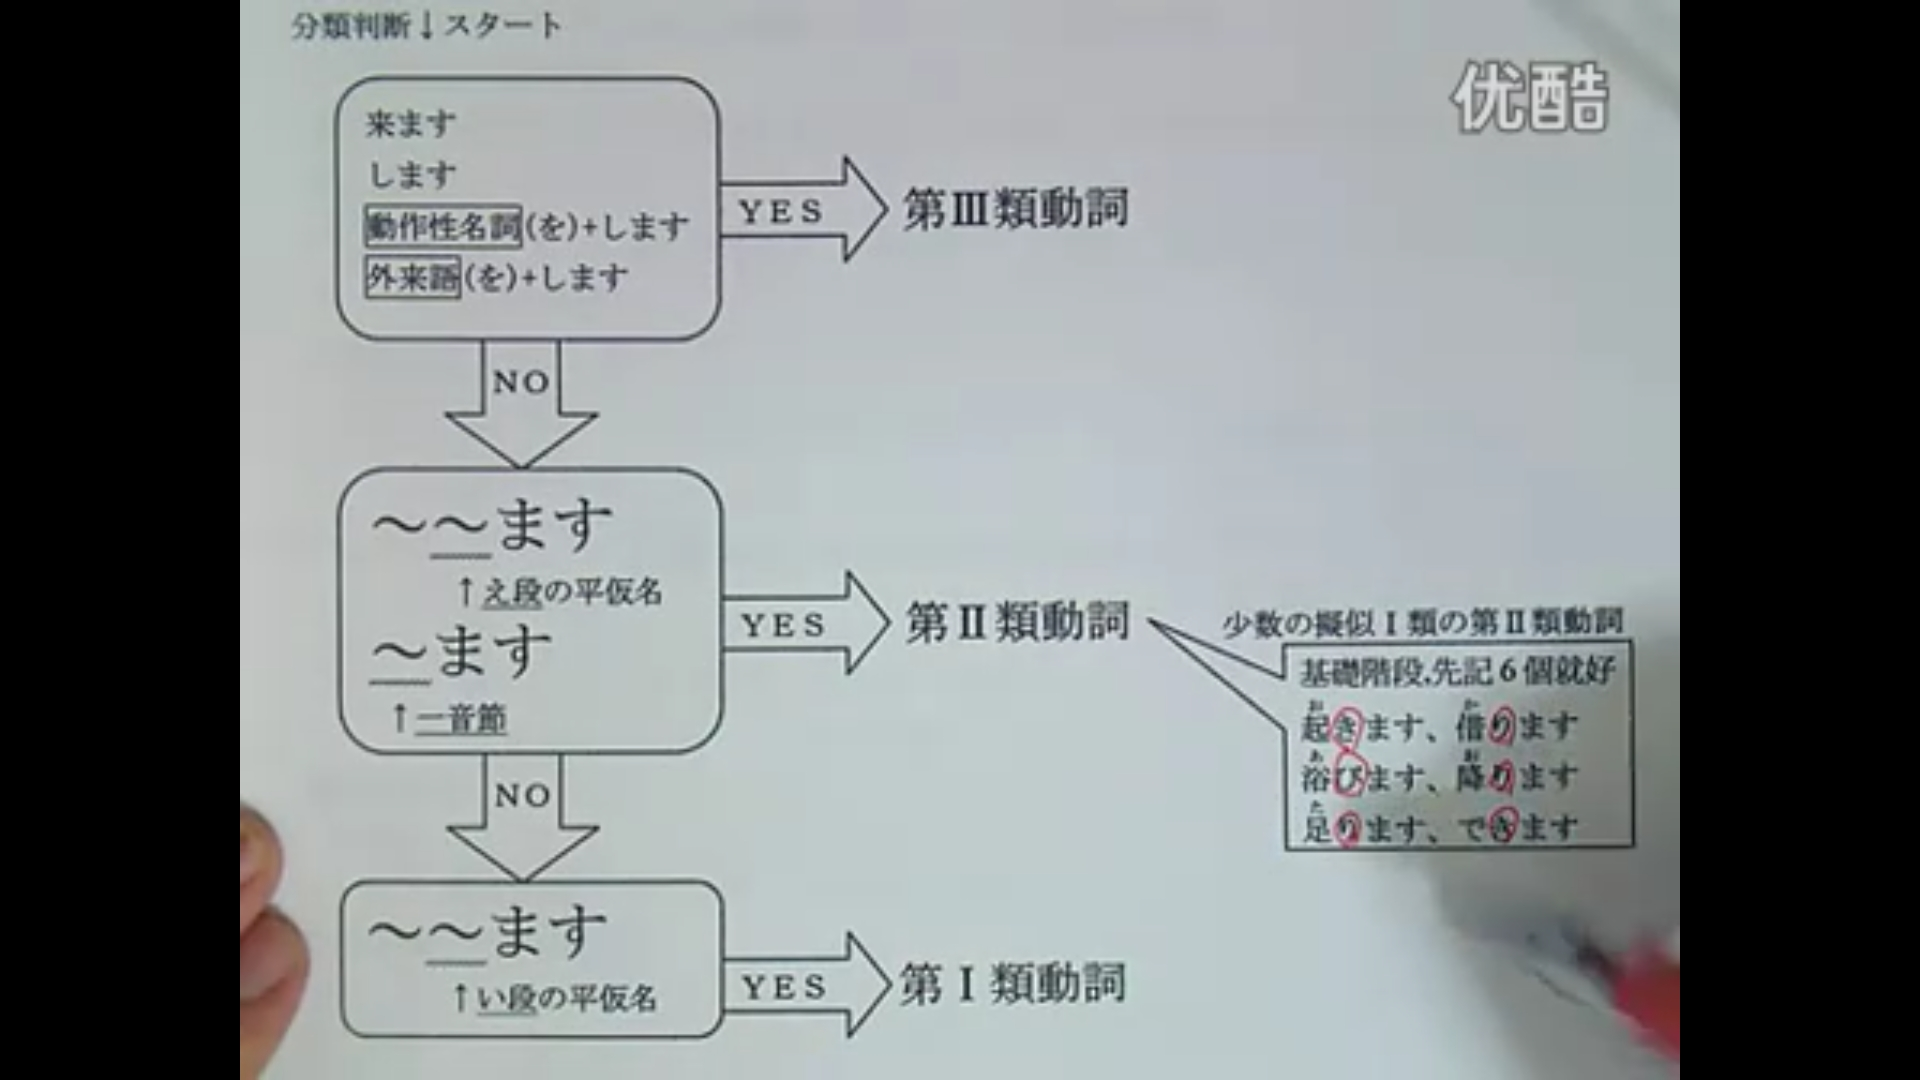 分類判断↓スタート
优酷
来ます
します
動作性名詞(を)+します
外来語(を)+します
YES
第Ⅲ類動詞
NO
～～ます
↑え段の平仮名
～ます
↑一音節
YES
第Ⅱ類動詞
少数の擬似Ⅰ類の第Ⅱ類動詞
基礎階段,先記6個就好
起きます、借ります
浴びます、降ります
足ります、できます
NO
～～ます
↑い段の平仮名
YES
第Ⅰ類動詞